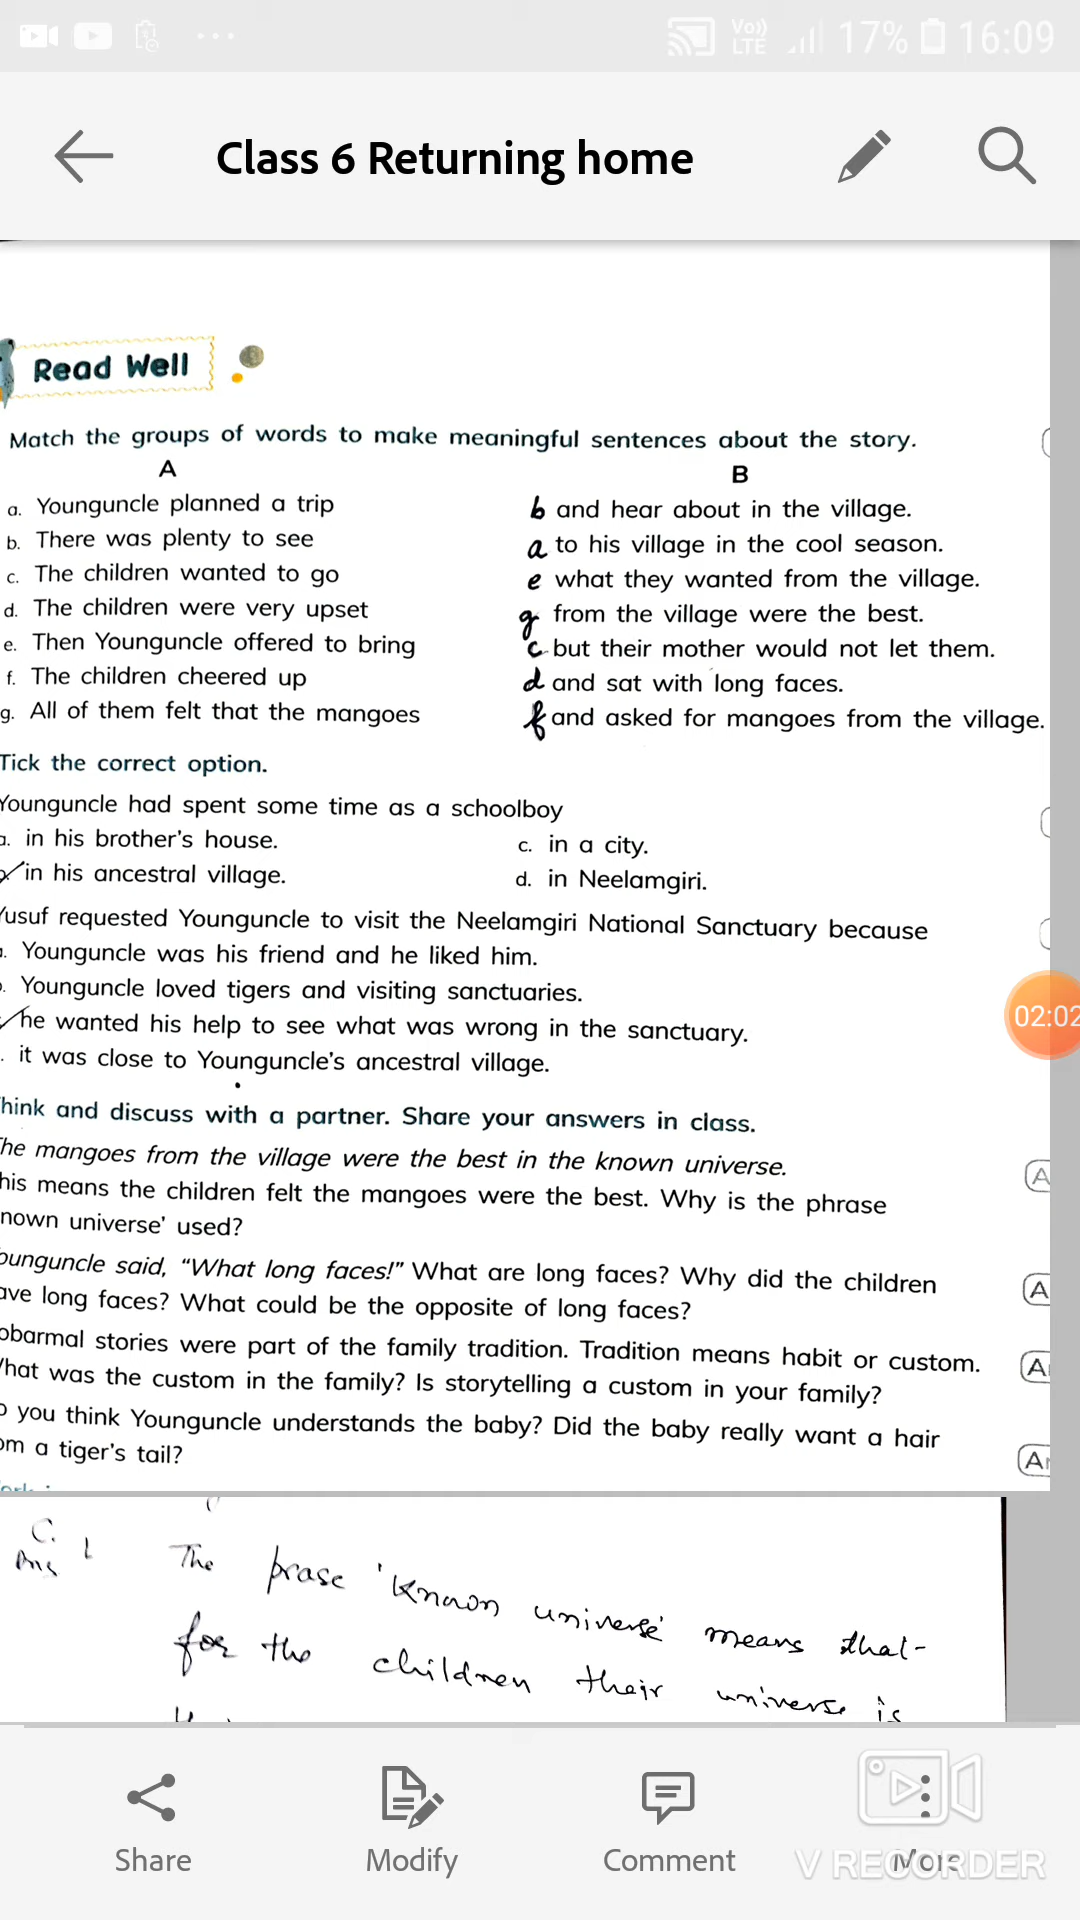 Vo)) LTE 17% 16:09
Class 6 Returning home
Read Well
Match the groups of words to make meaningful sentences about the story.
A B
a. Younguncle planned a trip b and hear about in the village.
b. There was plenty to see a to his village in the cool season.
c. The children wanted to go e what they wanted from the village.
d. The children were very upset g from the village were the best.
e. Then Younguncle offered to bring c but their mother would not let them.
f. The children cheered up d and sat with long faces.
g. All of them felt that the mangoes f and asked for mangoes from the village.
Tick the correct option.
Younguncle had spent some time as a schoolboy
a. in his brother's house. c. in a city.
in his ancestral village. d. in Neelamgiri.
Yusuf requested Younguncle to visit the Neelamgiri National Sanctuary because
. Younguncle was his friend and he liked him.
. Younguncle loved tigers and visiting sanctuaries.
he wanted his help to see what was wrong in the sanctuary.
. it was close to Younguncle's ancestral village.
hink and discuss with a partner. Share your answers in class.
he mangoes from the village were the best in the known universe. A
his means the children felt the mangoes were the best. Why is the phrase
nown universe' used?
ounguncle said, "What long faces!" What are long faces? Why did the children A
ave long faces? What could be the opposite of long faces?
obarmal stories were part of the family tradition. Tradition means habit or custom. A
hat was the custom in the family? Is storytelling a custom in your family?
o you think Younguncle understands the baby? Did the baby really want a hair
om a tiger's tail? A
02:02
C.
Ans 1 The prase 'known universe' means that
for the children their universe is
Share Modify Comment More
V RECORDER